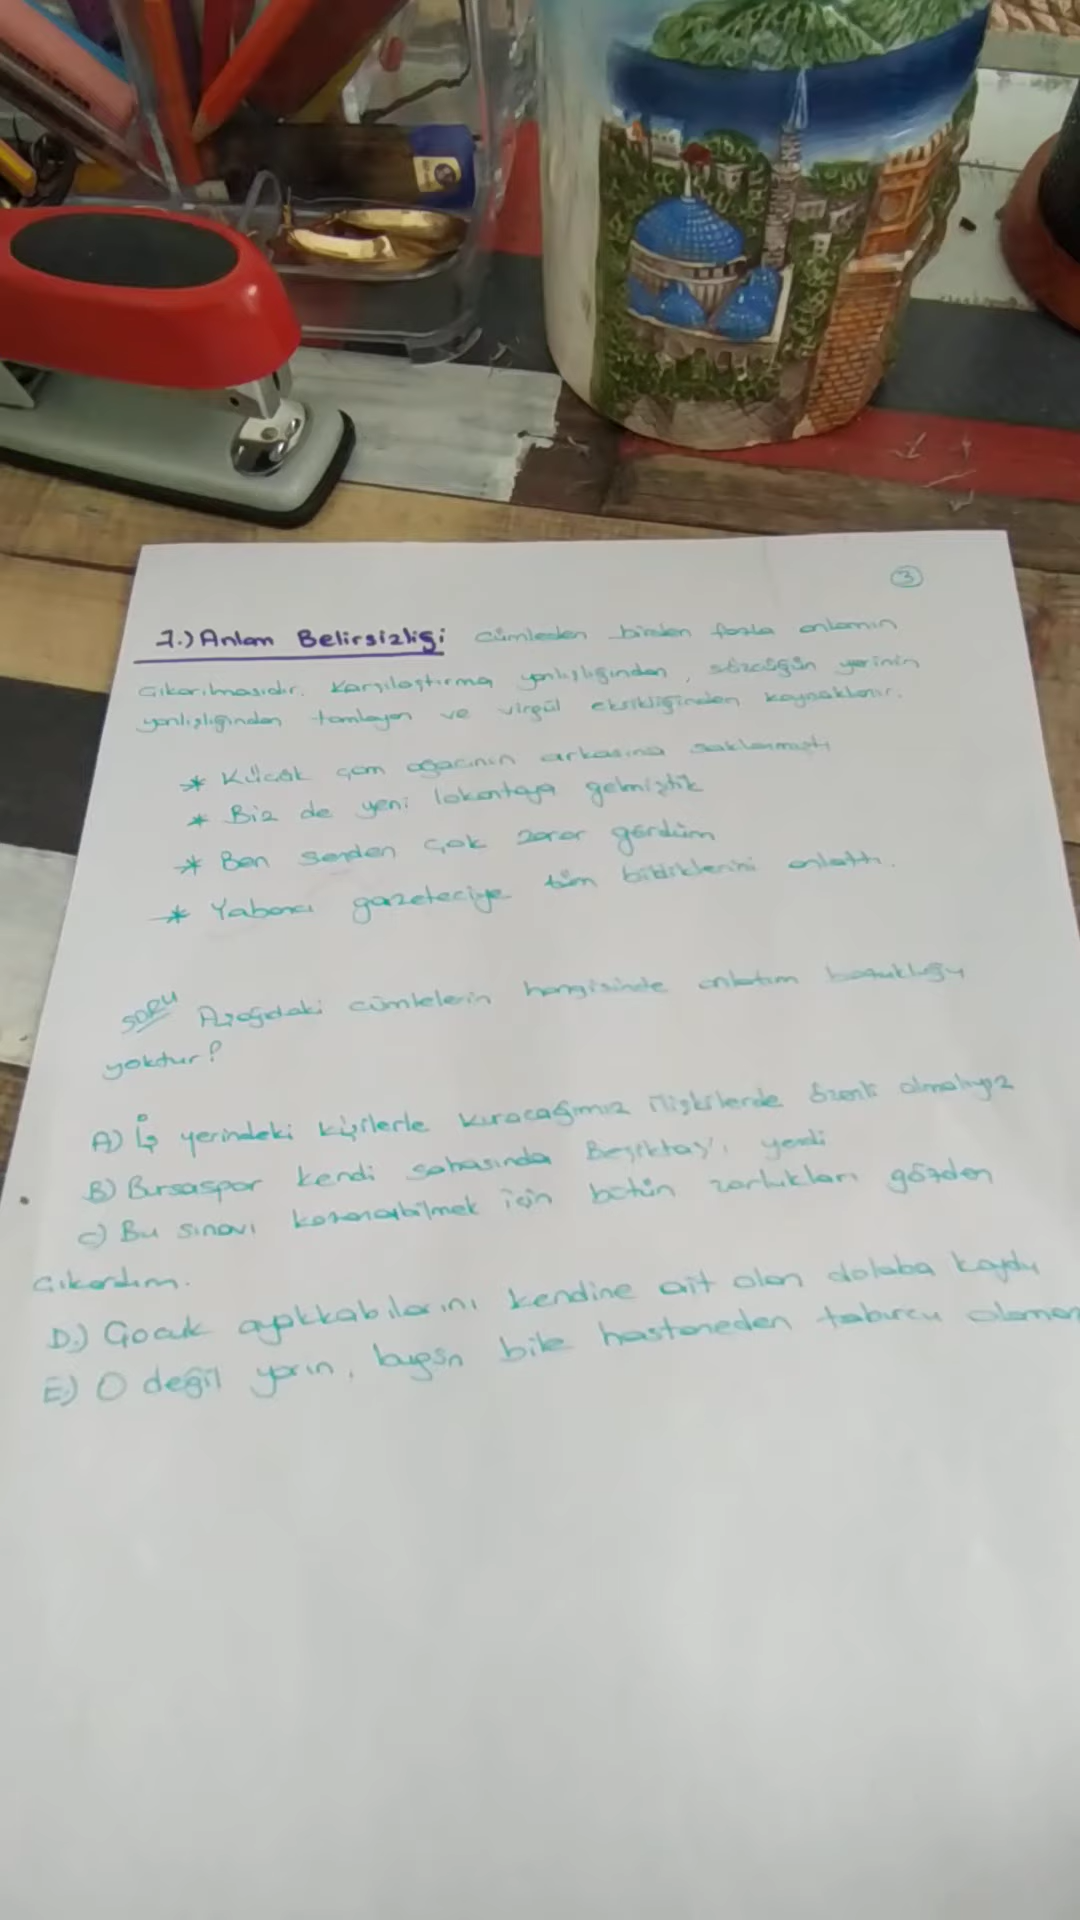 3
7.) Anlam Belirsizliği cümleden birden fazla anlamın
çıkarılmasıdır. Karşılaştırma yanlışlığından, sözcüğün yerinin
yanlışlığından tamlayan ve virgül eksikliğinden kaynaklanır.
* Küçük çam ağacının arkasına saklanmıştı
* Biz de yeni lokantaya gelmiştik
* Ben senden çok zarar gördüm
* Yabancı gazeteciye tüm bildiklerini anlattı.
SORU Aşağıdaki cümlelerin hangisinde anlatım bozukluğu
yoktur?
A) İş yerindeki kişilerle kuracağımız ilişkilerde özenli olmalıyız
B) Bursaspor kendi sahasında Beşiktaş'ı yendi
C) Bu sınavı kazanabilmek için bütün zorlukları gözden
çıkardım.
D.) Çocuk ayakkabılarını kendine ait olan dolaba koydu
E.) O değil yarın, bugün bile hastaneden taburcu olamaz